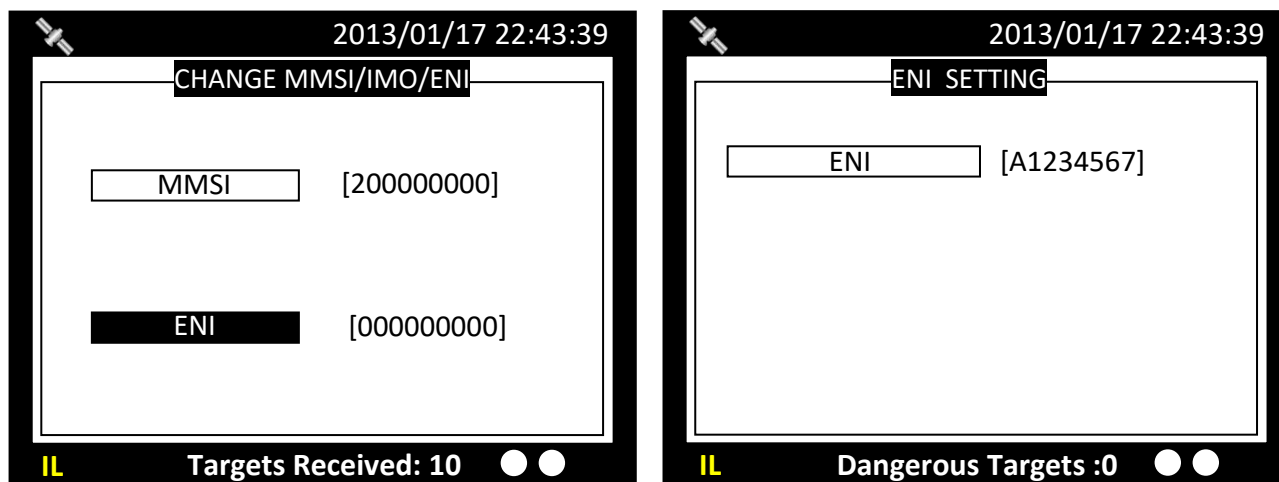 2013/01/17 22:43:39
CHANGE MMSI/IMO/ENI
MMSI [200000000]
ENI [000000000]
IL Targets Received: 10
2013/01/17 22:43:39
ENI SETTING
ENI [A1234567]
IL Dangerous Targets :0